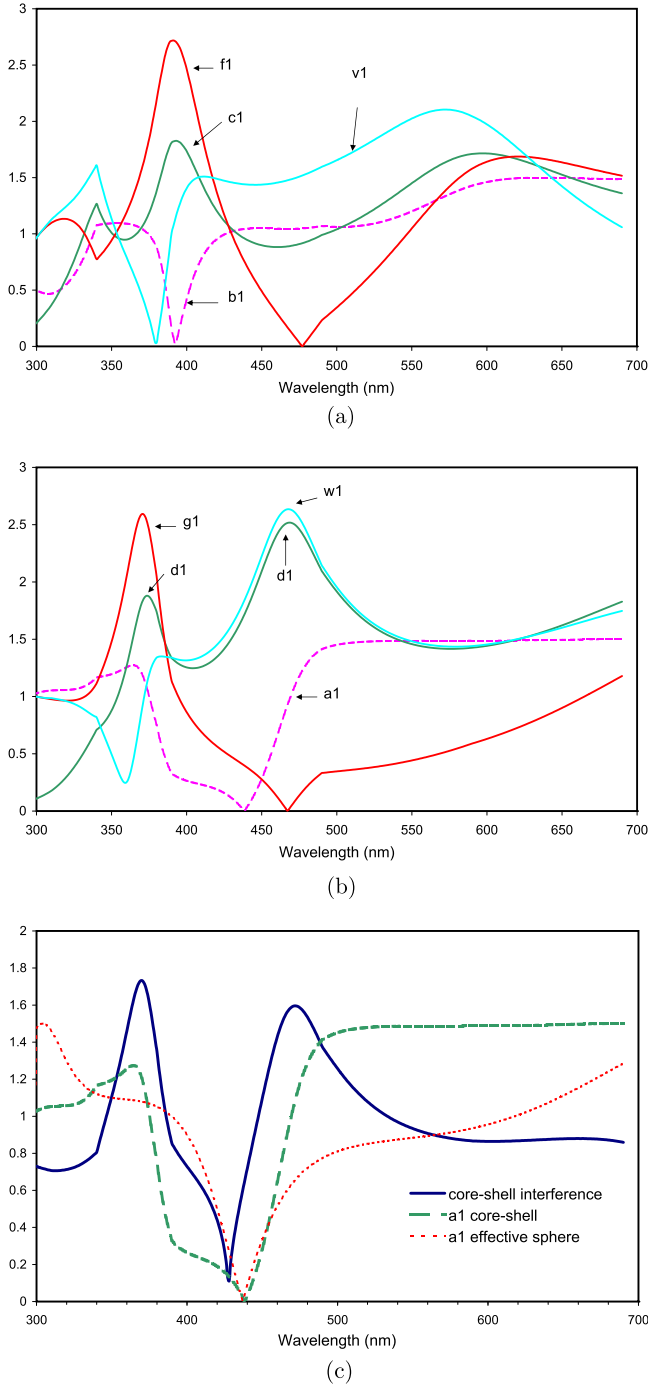 3
2.5
2
1.5
1
0.5
0
f1
c1
v1
b1
300 350 400 450 500 550 600 650 700
Wavelength (nm)
(a)
3
2.5
2
1.5
1
0.5
0
g1
d1
w1
d1
a1
300 350 400 450 500 550 600 650 700
Wavelength (nm)
(b)
2
1.8
1.6
1.4
1.2
1
0.8
0.6
0.4
0.2
0
core-shell interference
a1 core-shell
a1 effective sphere
300 400 500 600 700
Wavelength (nm)
(c)